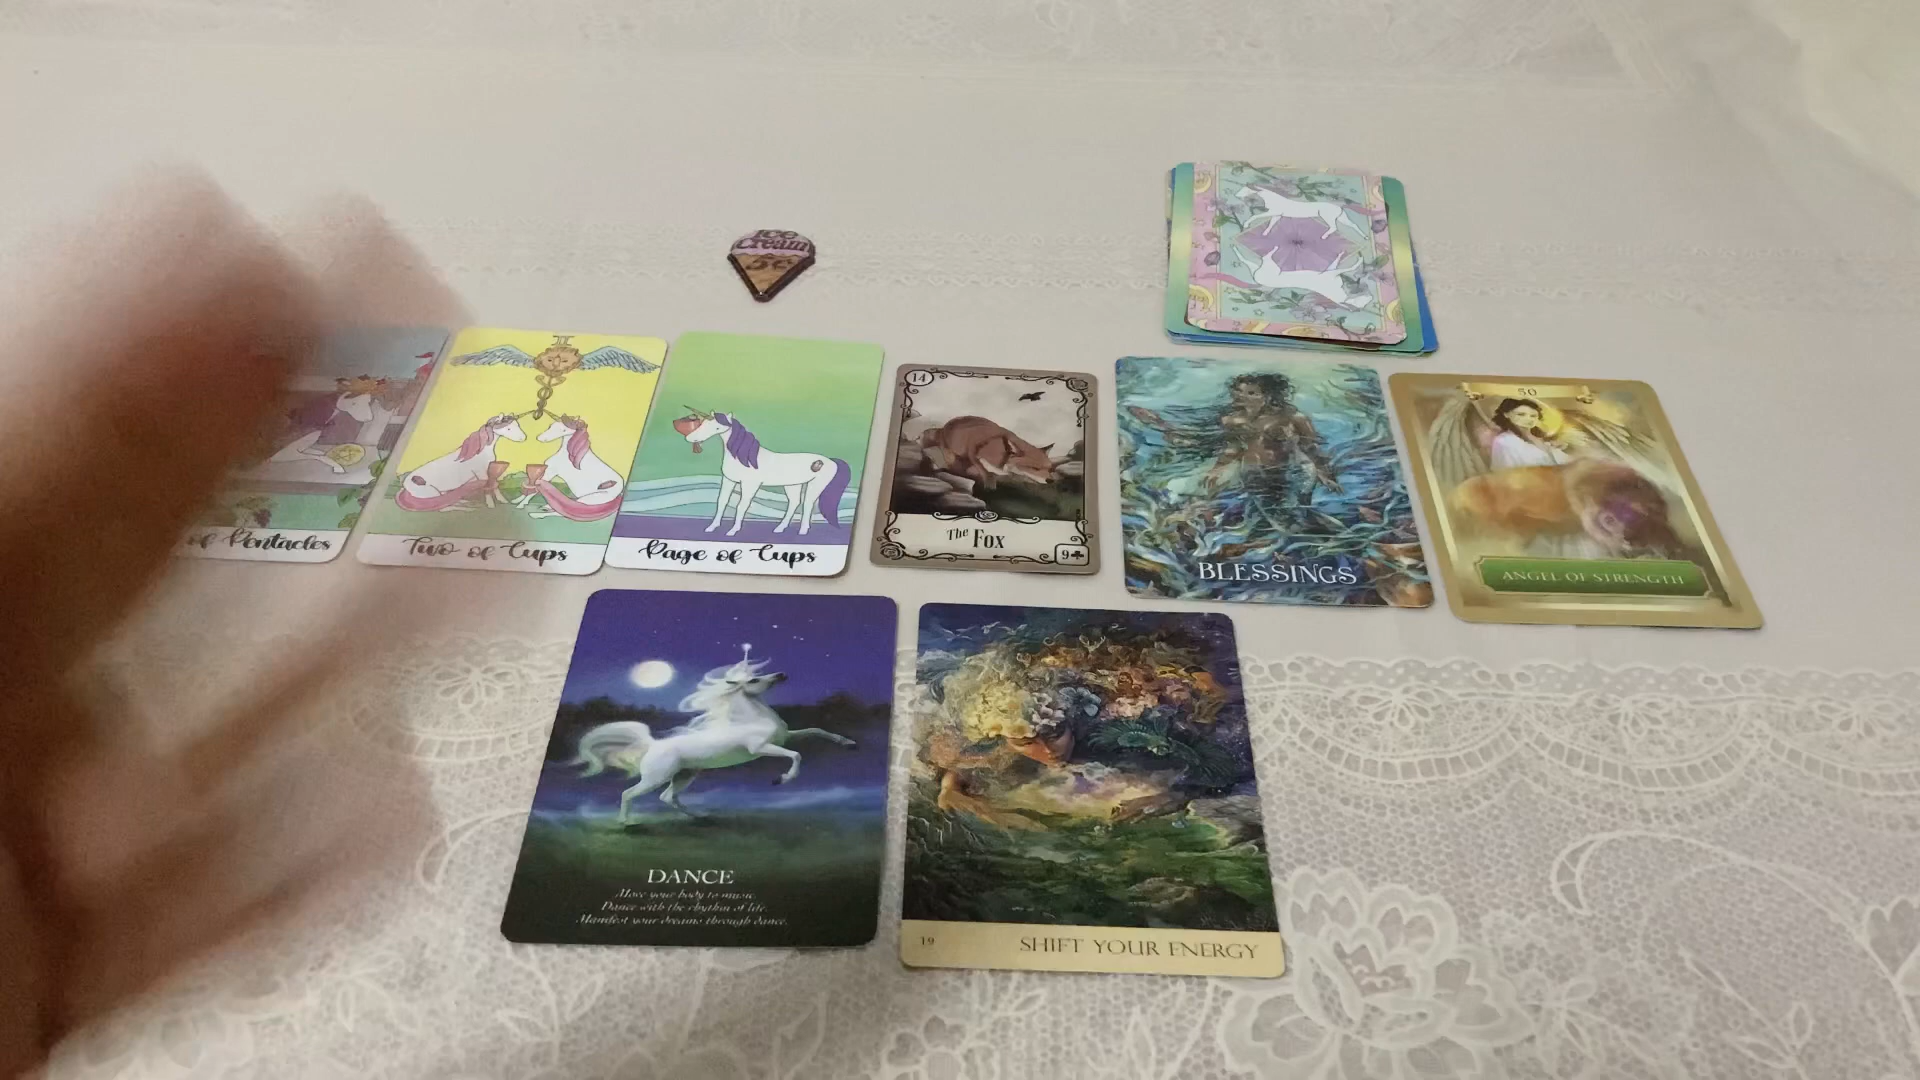 Ice
Cream
5¢
of Pentacles
II
Two of Cups
Page of Cups
14
The Fox
9♣
BLESSINGS
50
ANGEL OF STRENGTH
DANCE
Move your body to music.
Dance with the rhythm of life.
Manifest your dreams through dance.
19
SHIFT YOUR ENERGY